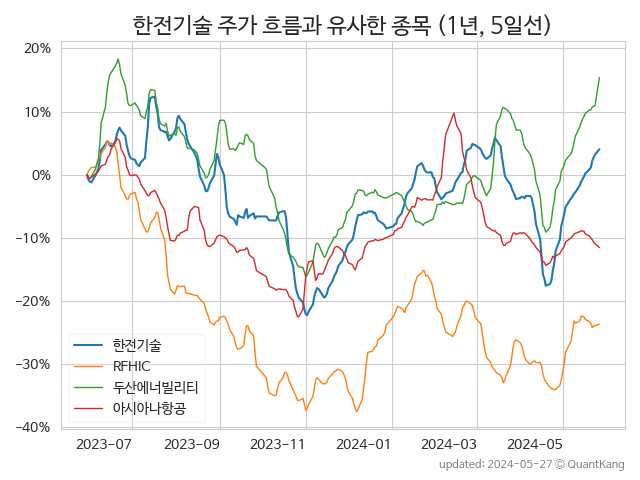 한전기술 주가 흐름과 유사한 종목 (1년, 5일선)
20%
10%
0%
−10%
−20%
−30%
−40%
한전기술
RFHIC
두산에너빌리티
아시아나항공
2023−07
2023−09
2023−11
2024−01
2024−03
2024−05
updated: 2024-05-27 © QuantKang